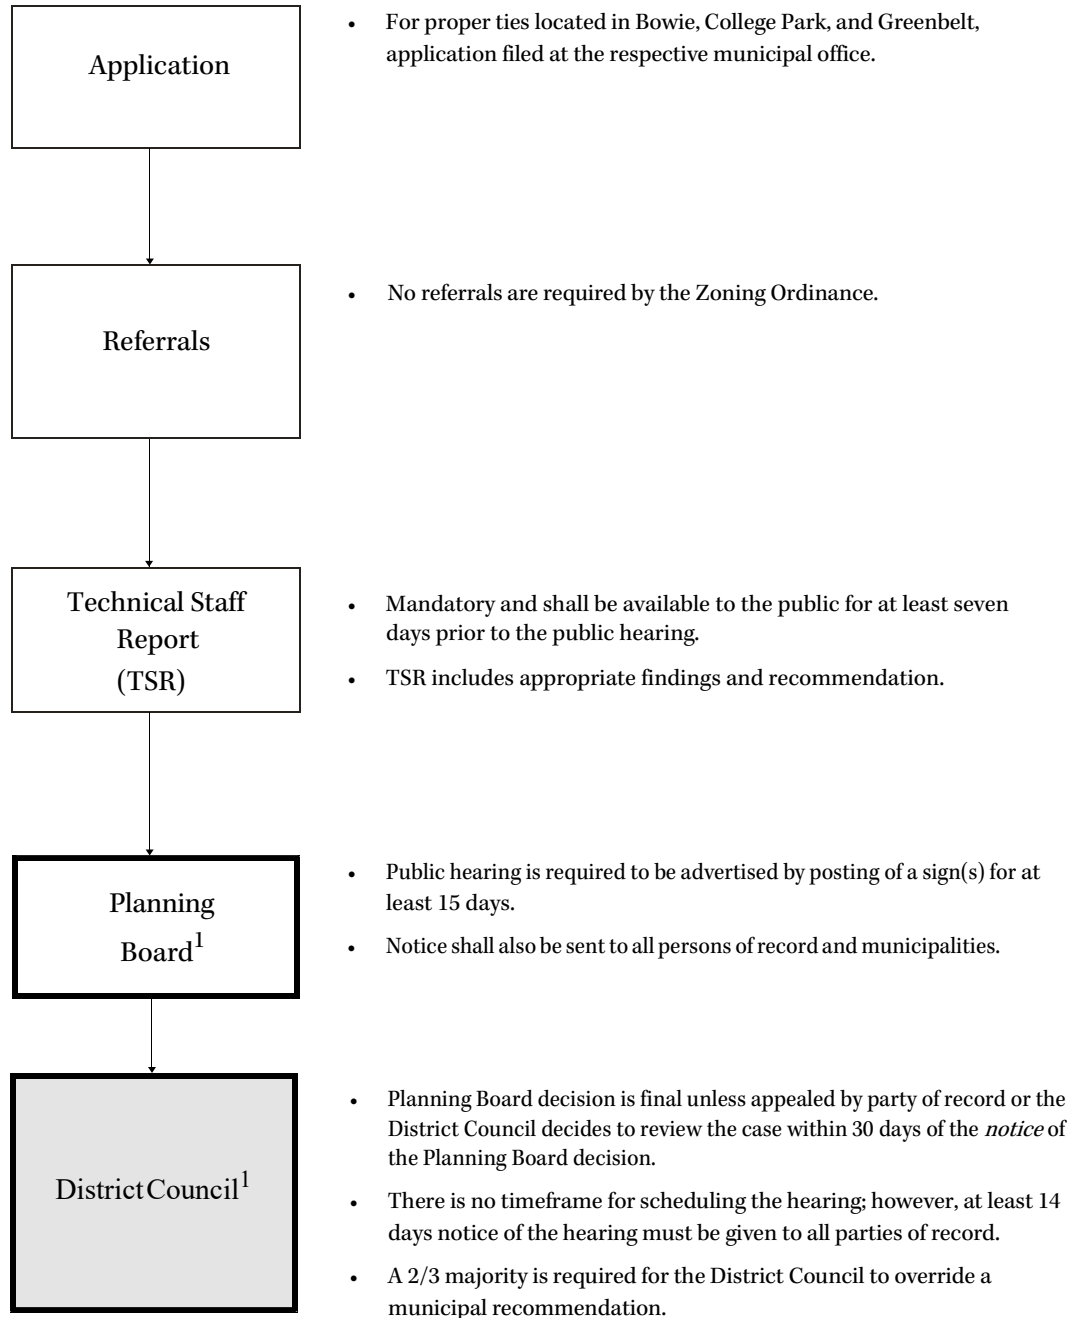 Application
• For proper ties located in Bowie, College Park, and Greenbelt,
application filed at the respective municipal office.
Referrals
• No referrals are required by the Zoning Ordinance.
Technical Staff
Report
(TSR)
• Mandatory and shall be available to the public for at least seven
days prior to the public hearing.
• TSR includes appropriate findings and recommendation.
Planning
Board1
• Public hearing is required to be advertised by posting of a sign(s) for at
least 15 days.
• Notice shall also be sent to all persons of record and municipalities.
District Council1
• Planning Board decision is final unless appealed by party of record or the
District Council decides to review the case within 30 days of the notice of
the Planning Board decision.
• There is no timeframe for scheduling the hearing; however, at least 14
days notice of the hearing must be given to all parties of record.
• A 2/3 majority is required for the District Council to override a
municipal recommendation.